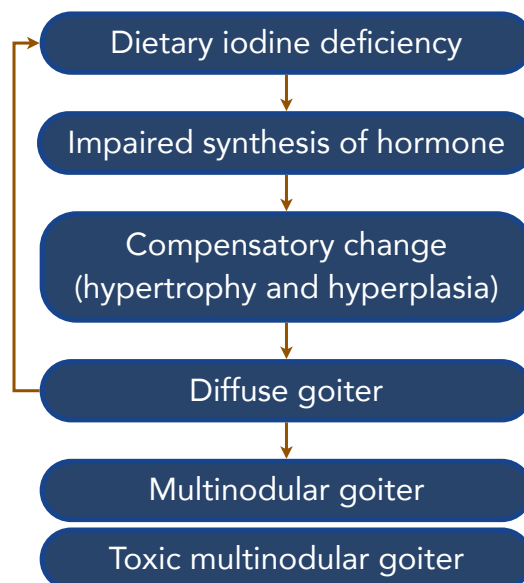 Dietary iodine deficiency
Impaired synthesis of hormone
Compensatory change
(hypertrophy and hyperplasia)
Diffuse goiter
Multinodular goiter
Toxic multinodular goiter